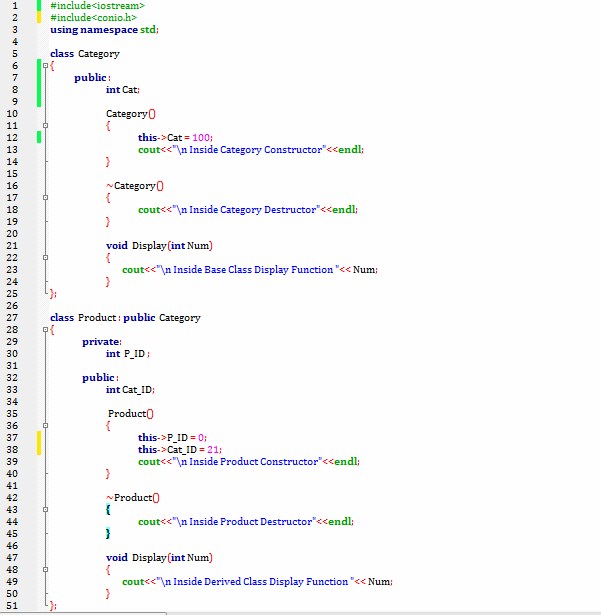 1 #include<iostream>
2 #include<conio.h>
3 using namespace std;
4
5 class Category
6 {
7 public:
8 int Cat;
9
10 Category()
11 {
12 this->Cat = 100;
13 cout<<"\n Inside Category Constructor"<<endl;
14 }
15
16 ~Category()
17 {
18 cout<<"\n Inside Category Destructor"<<endl;
19 }
20
21 void Display(int Num)
22 {
23 cout<<"\n Inside Base Class Display Function "<< Num;
24 }
25 };
26
27 class Product : public Category
28 {
29 private:
30 int P_ID ;
31
32 public:
33 int Cat_ID;
34
35 Product()
36 {
37 this->P_ID = 0;
38 this->Cat_ID = 21;
39 cout<<"\n Inside Product Constructor"<<endl;
40 }
41
42 ~Product()
43 {
44 cout<<"\n Inside Product Destructor"<<endl;
45 }
46
47 void Display(int Num)
48 {
49 cout<<"\n Inside Derived Class Display Function "<< Num;
50 }
51 };